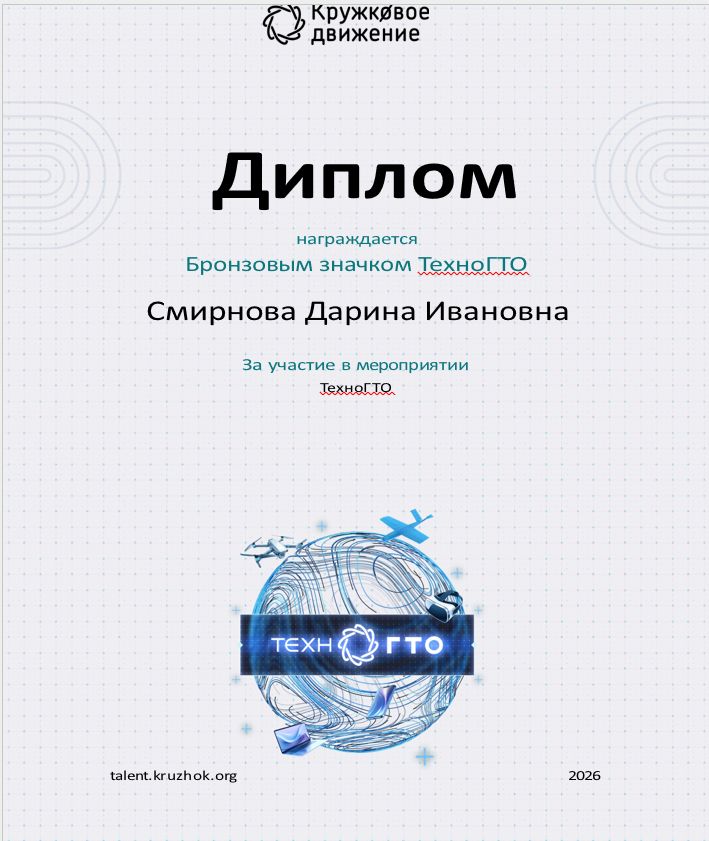 Кружковое
движение
Диплом
награждается
Бронзовым значком ТехноГТО
Смирнова Дарина Ивановна
За участие в мероприятии
ТехноГТО
ТЕХН ГТО
talent.kruzhok.org
2026